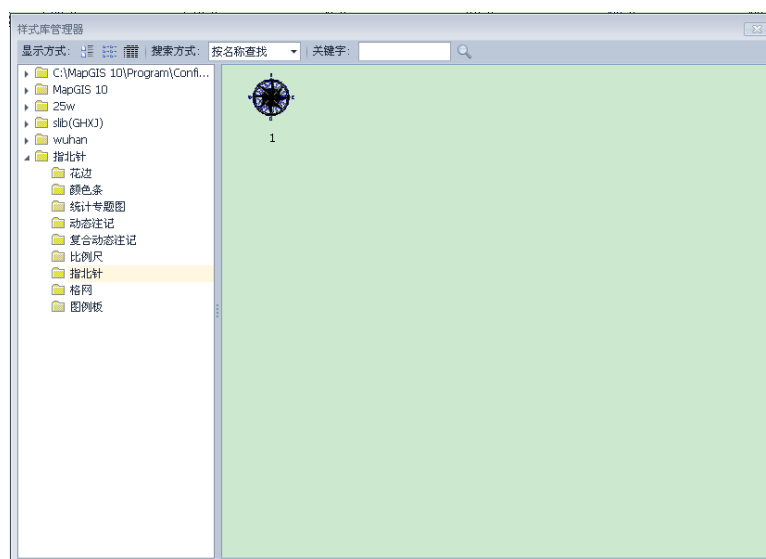 样式库管理器
显示方式: 搜索方式: 按名称查找 关键字:
C:\MapGIS 10\Program\Confi...
MapGIS 10
25w
slib(GHXJ)
wuhan
指北针
花边
颜色条
统计专题图
动态注记
复合动态注记
比例尺
指北针
格网
图例板
1